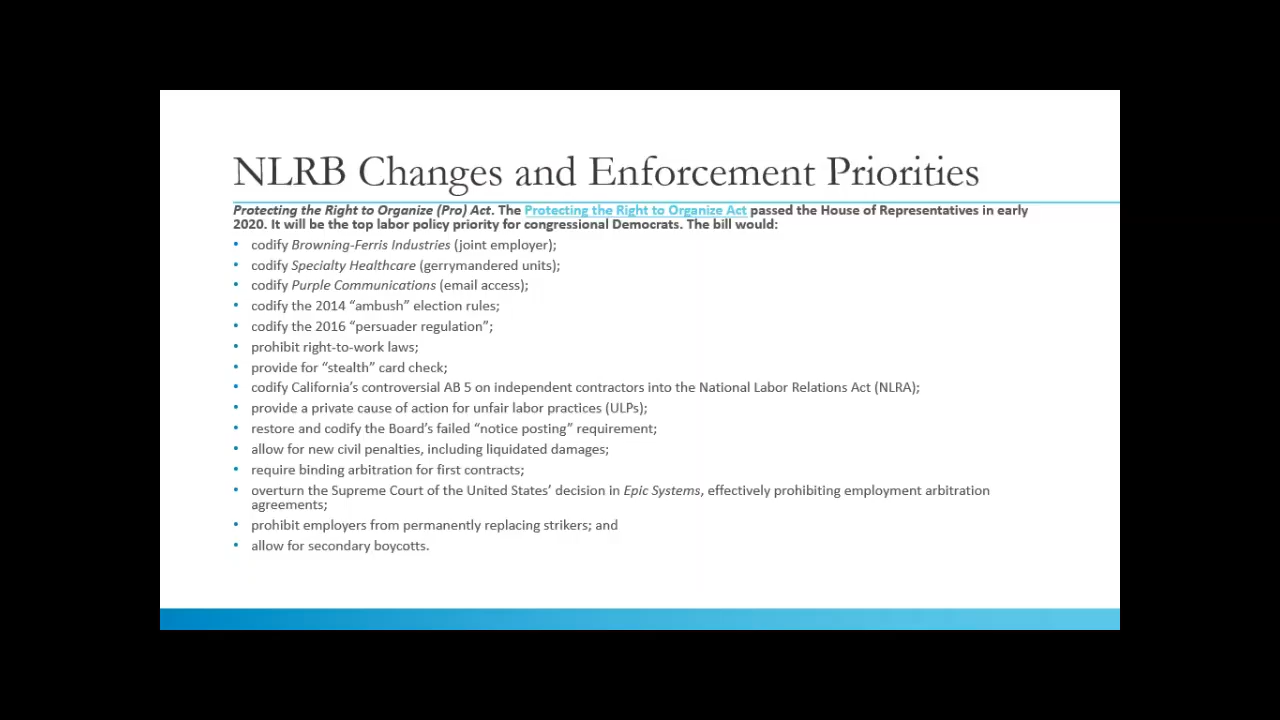 NLRB Changes and Enforcement Priorities
Protecting the Right to Organize (Pro) Act. The Protecting the Right to Organize Act passed the House of Representatives in early
2020. It will be the top labor policy priority for congressional Democrats. The bill would:
• codify Browning-Ferris Industries (joint employer);
• codify Specialty Healthcare (gerrymandered units);
• codify Purple Communications (email access);
• codify the 2014 “ambush” election rules;
• codify the 2016 “persuader regulation”;
• prohibit right-to-work laws;
• provide for “stealth” card check;
• codify California’s controversial AB 5 on independent contractors into the National Labor Relations Act (NLRA);
• provide a private cause of action for unfair labor practices (ULPs);
• restore and codify the Board’s failed “notice posting” requirement;
• allow for new civil penalties, including liquidated damages;
• require binding arbitration for first contracts;
• overturn the Supreme Court of the United States’ decision in Epic Systems, effectively prohibiting employment arbitration
agreements;
• prohibit employers from permanently replacing strikers; and
• allow for secondary boycotts.